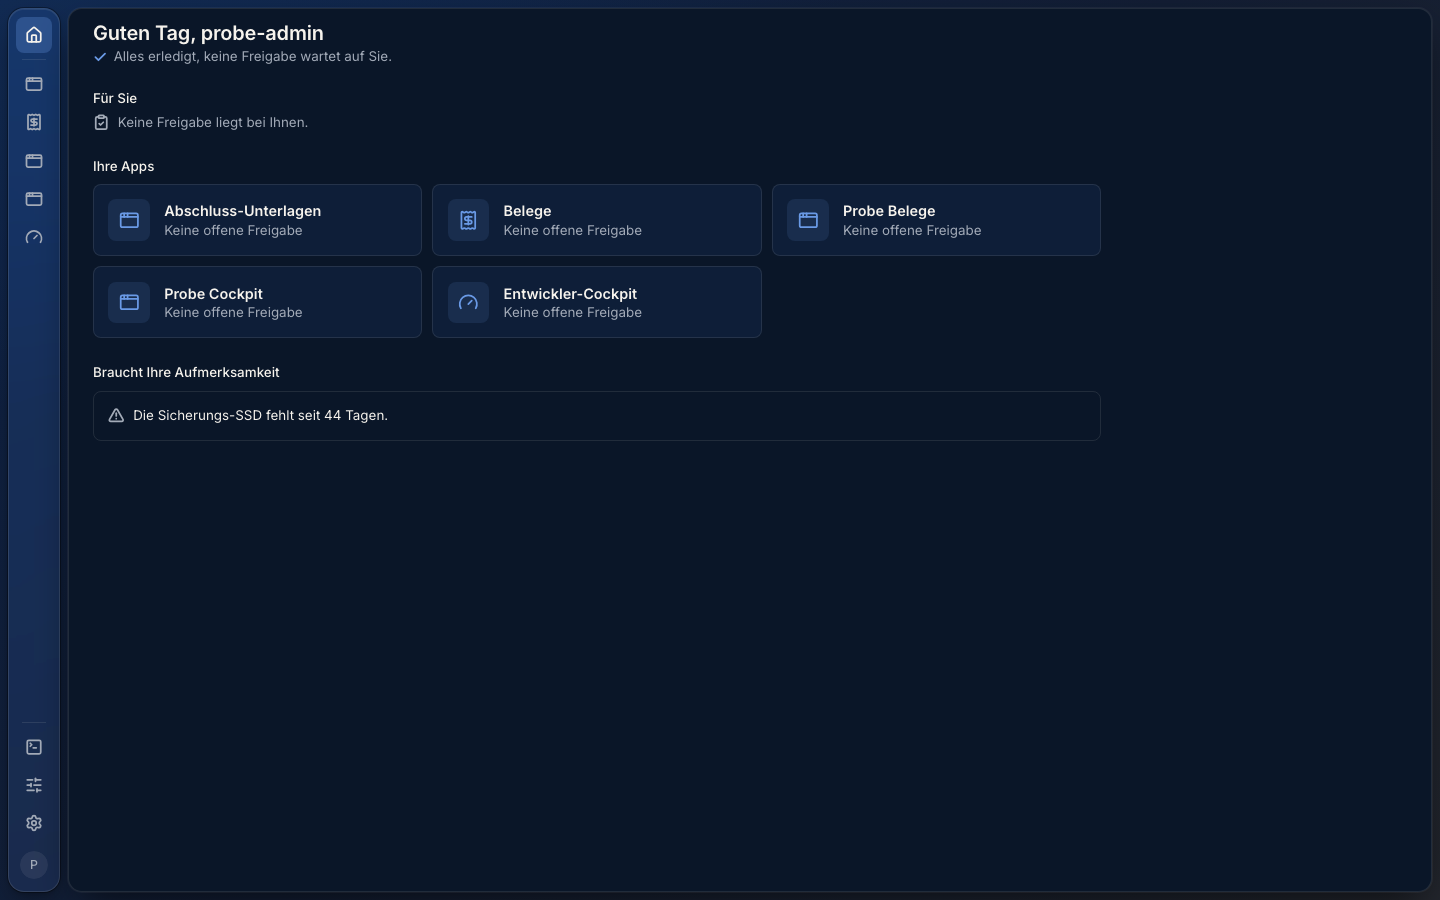 Guten Tag, probe-admin
Alles erledigt, keine Freigabe wartet auf Sie.
Für Sie
Keine Freigabe liegt bei Ihnen.
Ihre Apps
Abschluss-Unterlagen
Keine offene Freigabe
Belege
Keine offene Freigabe
Probe Belege
Keine offene Freigabe
Probe Cockpit
Keine offene Freigabe
Entwickler-Cockpit
Keine offene Freigabe
Braucht Ihre Aufmerksamkeit
Die Sicherungs-SSD fehlt seit 44 Tagen.
P